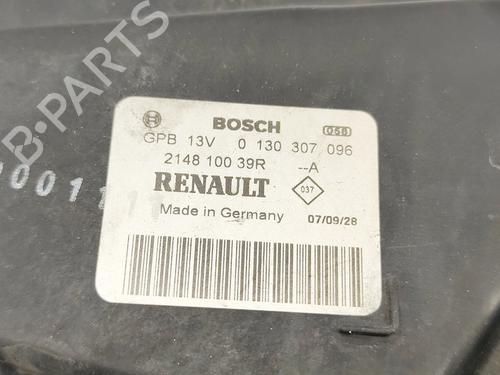 B-PARTS
BOSCH 058
GPB 13V 0 130 307 096
2148 100 39R --A
RENAULT 037
Made in Germany 07/09/28